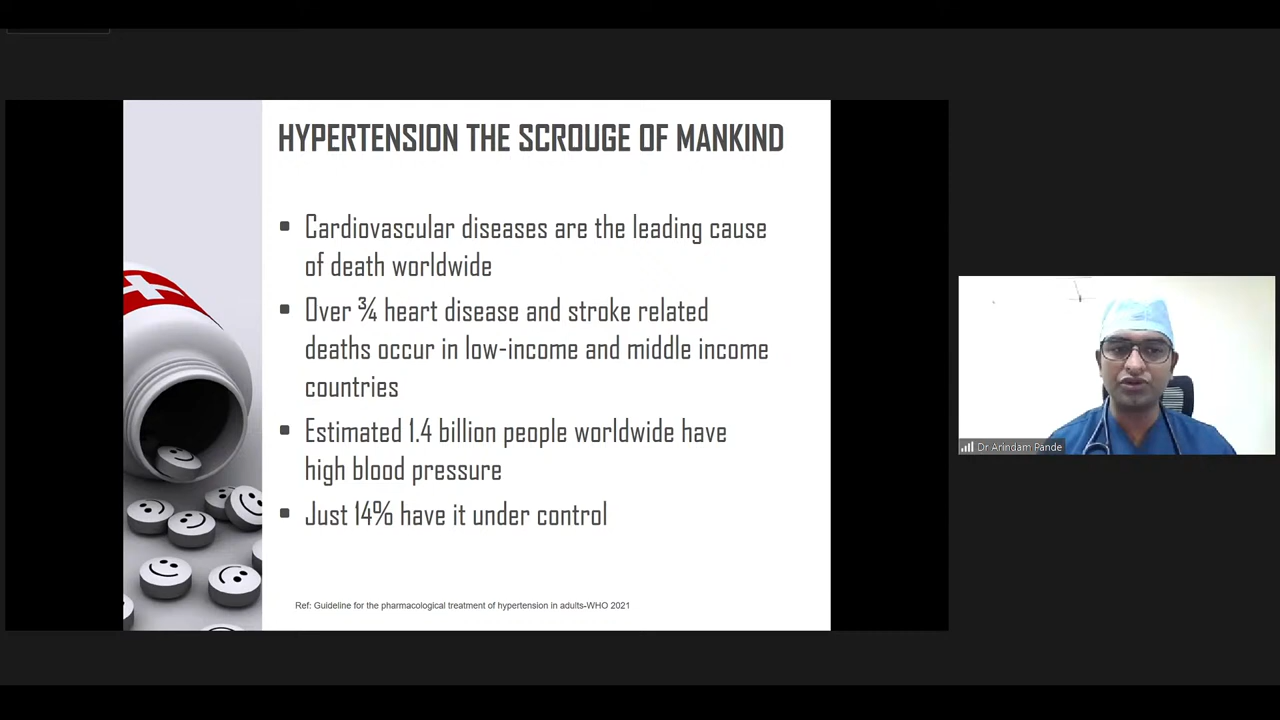 HYPERTENSION THE SCROUGE OF MANKIND
▪ Cardiovascular diseases are the leading cause
of death worldwide
▪ Over ¾ heart disease and stroke related
deaths occur in low-income and middle income
countries
▪ Estimated 1.4 billion people worldwide have
high blood pressure
▪ Just 14% have it under control
Ref: Guideline for the pharmacological treatment of hypertension in adults-WHO 2021
Dr Arindam Pande